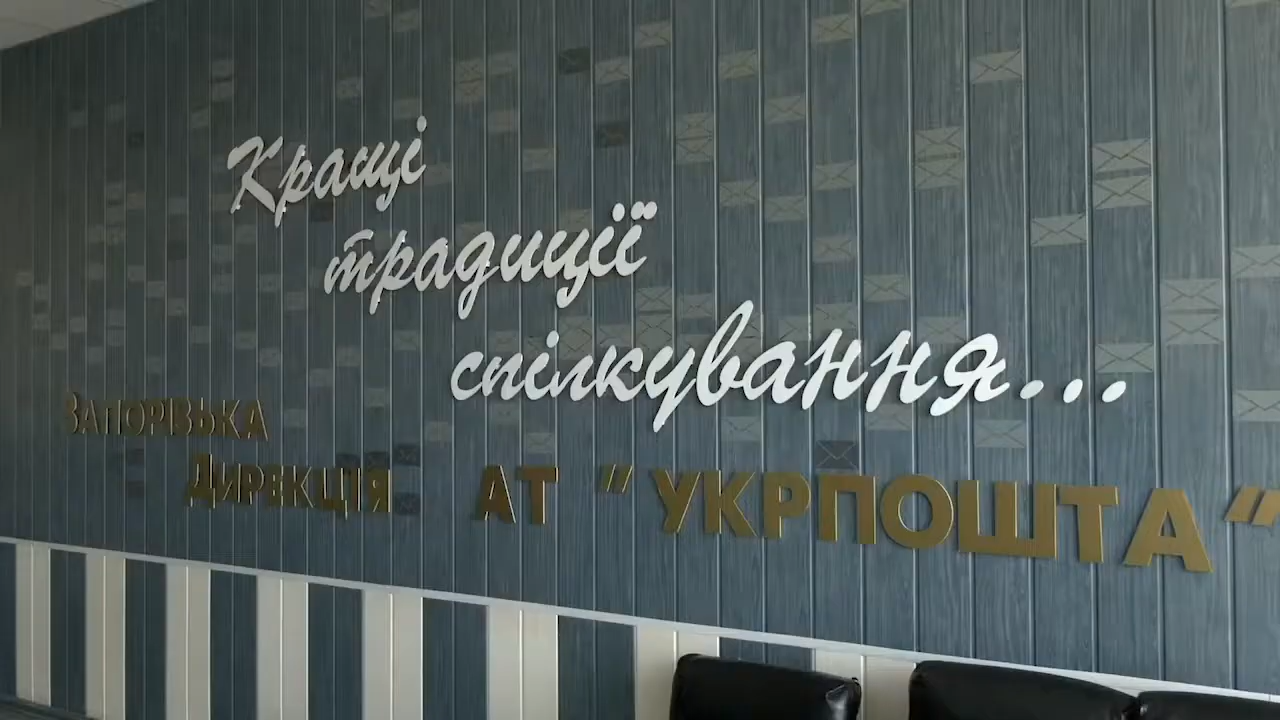 Кращі
традиції
спілкування...
ЗАПОРІЗЬКА
ДИРЕКЦІЯ АТ "УКРПОШТА"